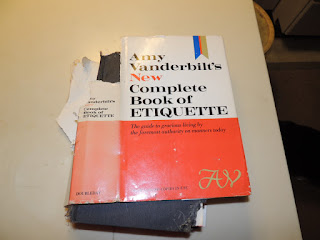 Vanderbilt's
Complete
Book of
ETIQUETTE
DOUBLEDAY
Amy
Vanderbilt's
New
Complete
Book of
ETIQUETTE
The guide to gracious living by
the foremost authority on manners today
AV